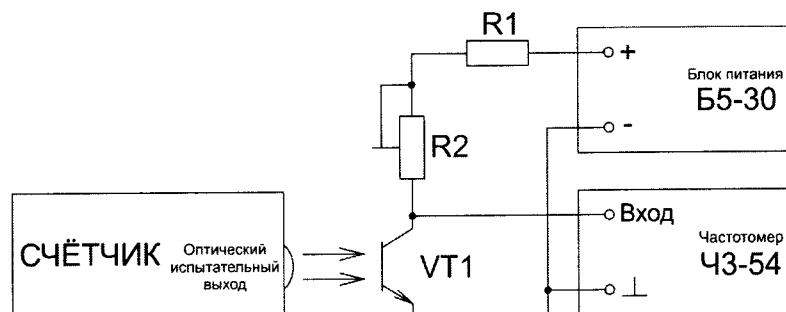 R1
+
Блок питания
Б5-30
-
R2
СЧЁТЧИК
Оптический
испытательный
выход
VT1
Вход
Частотомер
Ч3-54